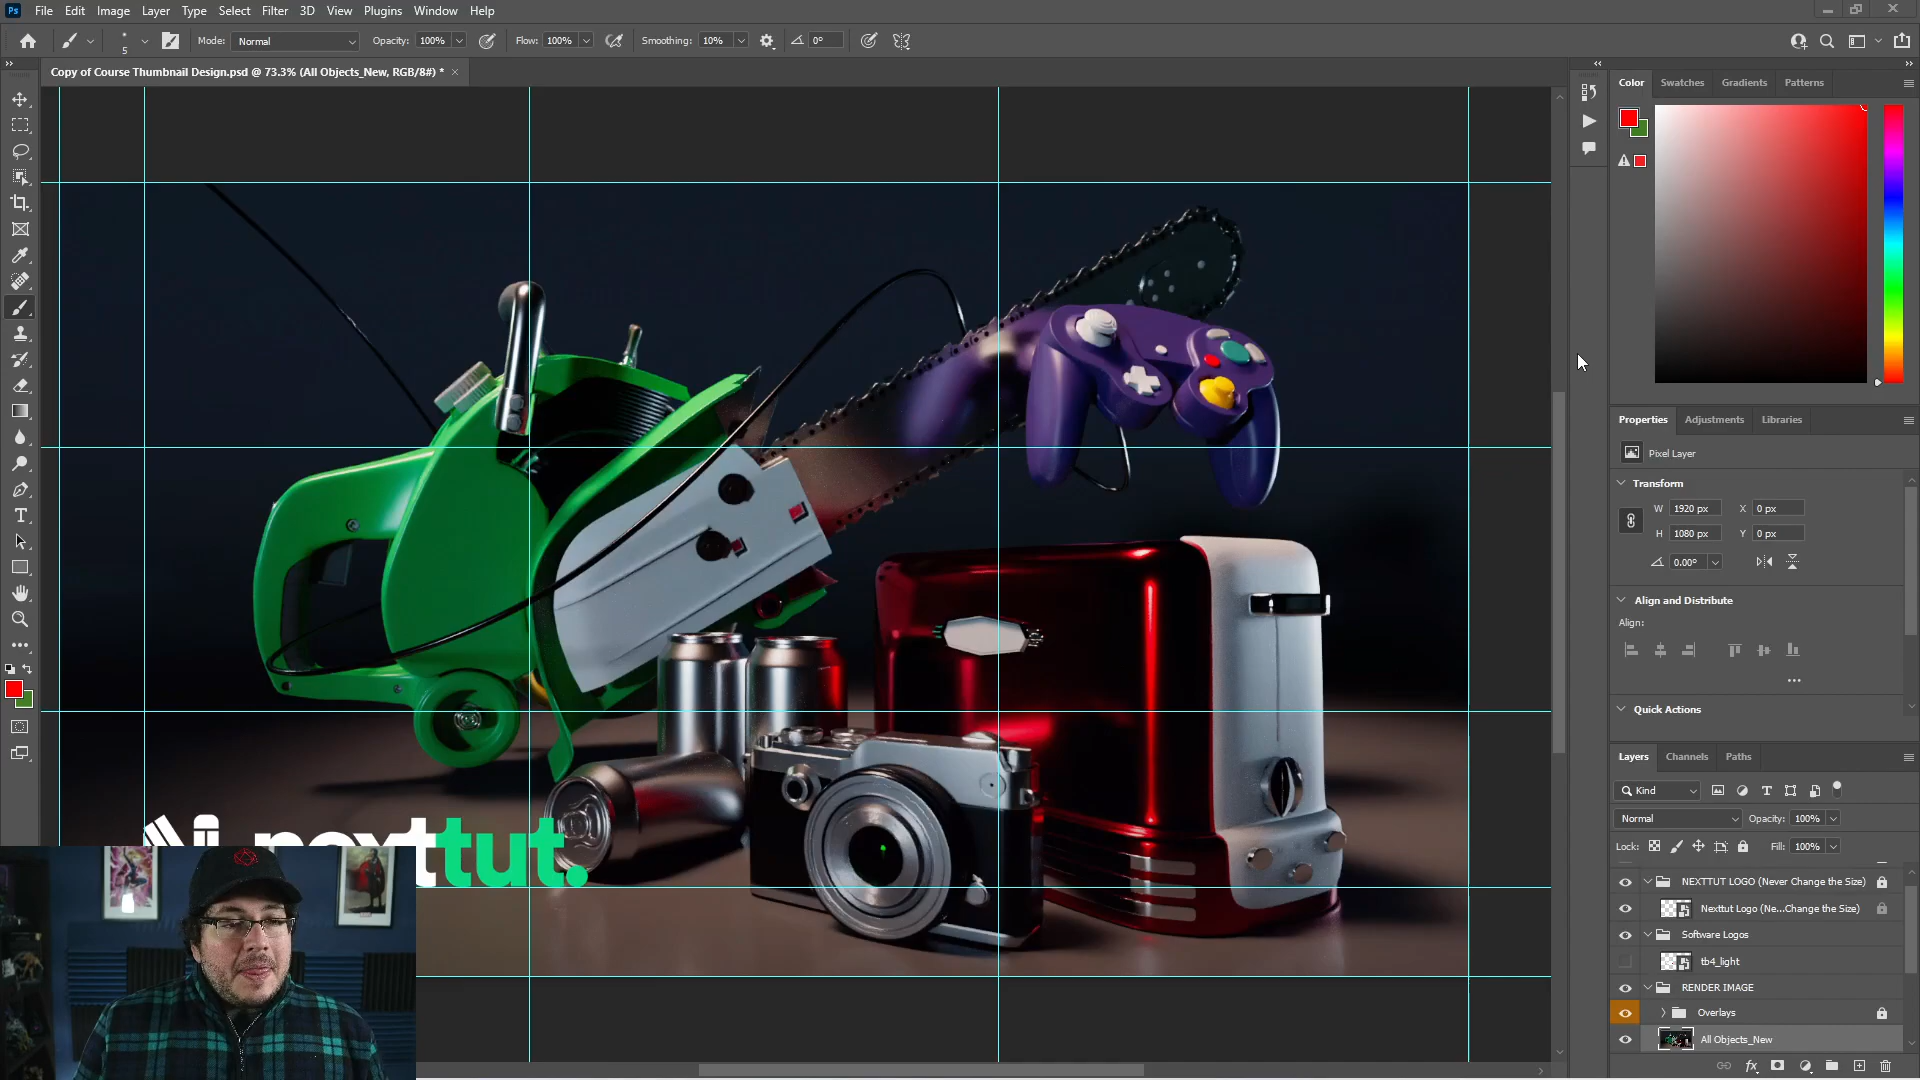 Ps File Edit Image Layer Type Select Filter 3D View Plugins Window Help
5 Mode: Normal Opacity: 100% Flow: 100% Smoothing: 10% 0°
Copy of Course Thumbnail Design.psd @ 73.3% (All Objects_New, RGB/8#) * ×
Color Swatches Gradients Patterns
Properties Adjustments Libraries
Pixel Layer
Transform
W 1920 px X 0 px
H 1080 px Y 0 px
0.00°
Align and Distribute
Align:
Quick Actions
Layers Channels Paths
Kind
Normal Opacity: 100%
Lock: Fill: 100%
NEXTTUT LOGO (Never Change the Size)
Nexttut Logo (Ne...Change the Size)
Software Logos
tb4_light
RENDER IMAGE
Overlays
All Objects_New
fx
nexttut.